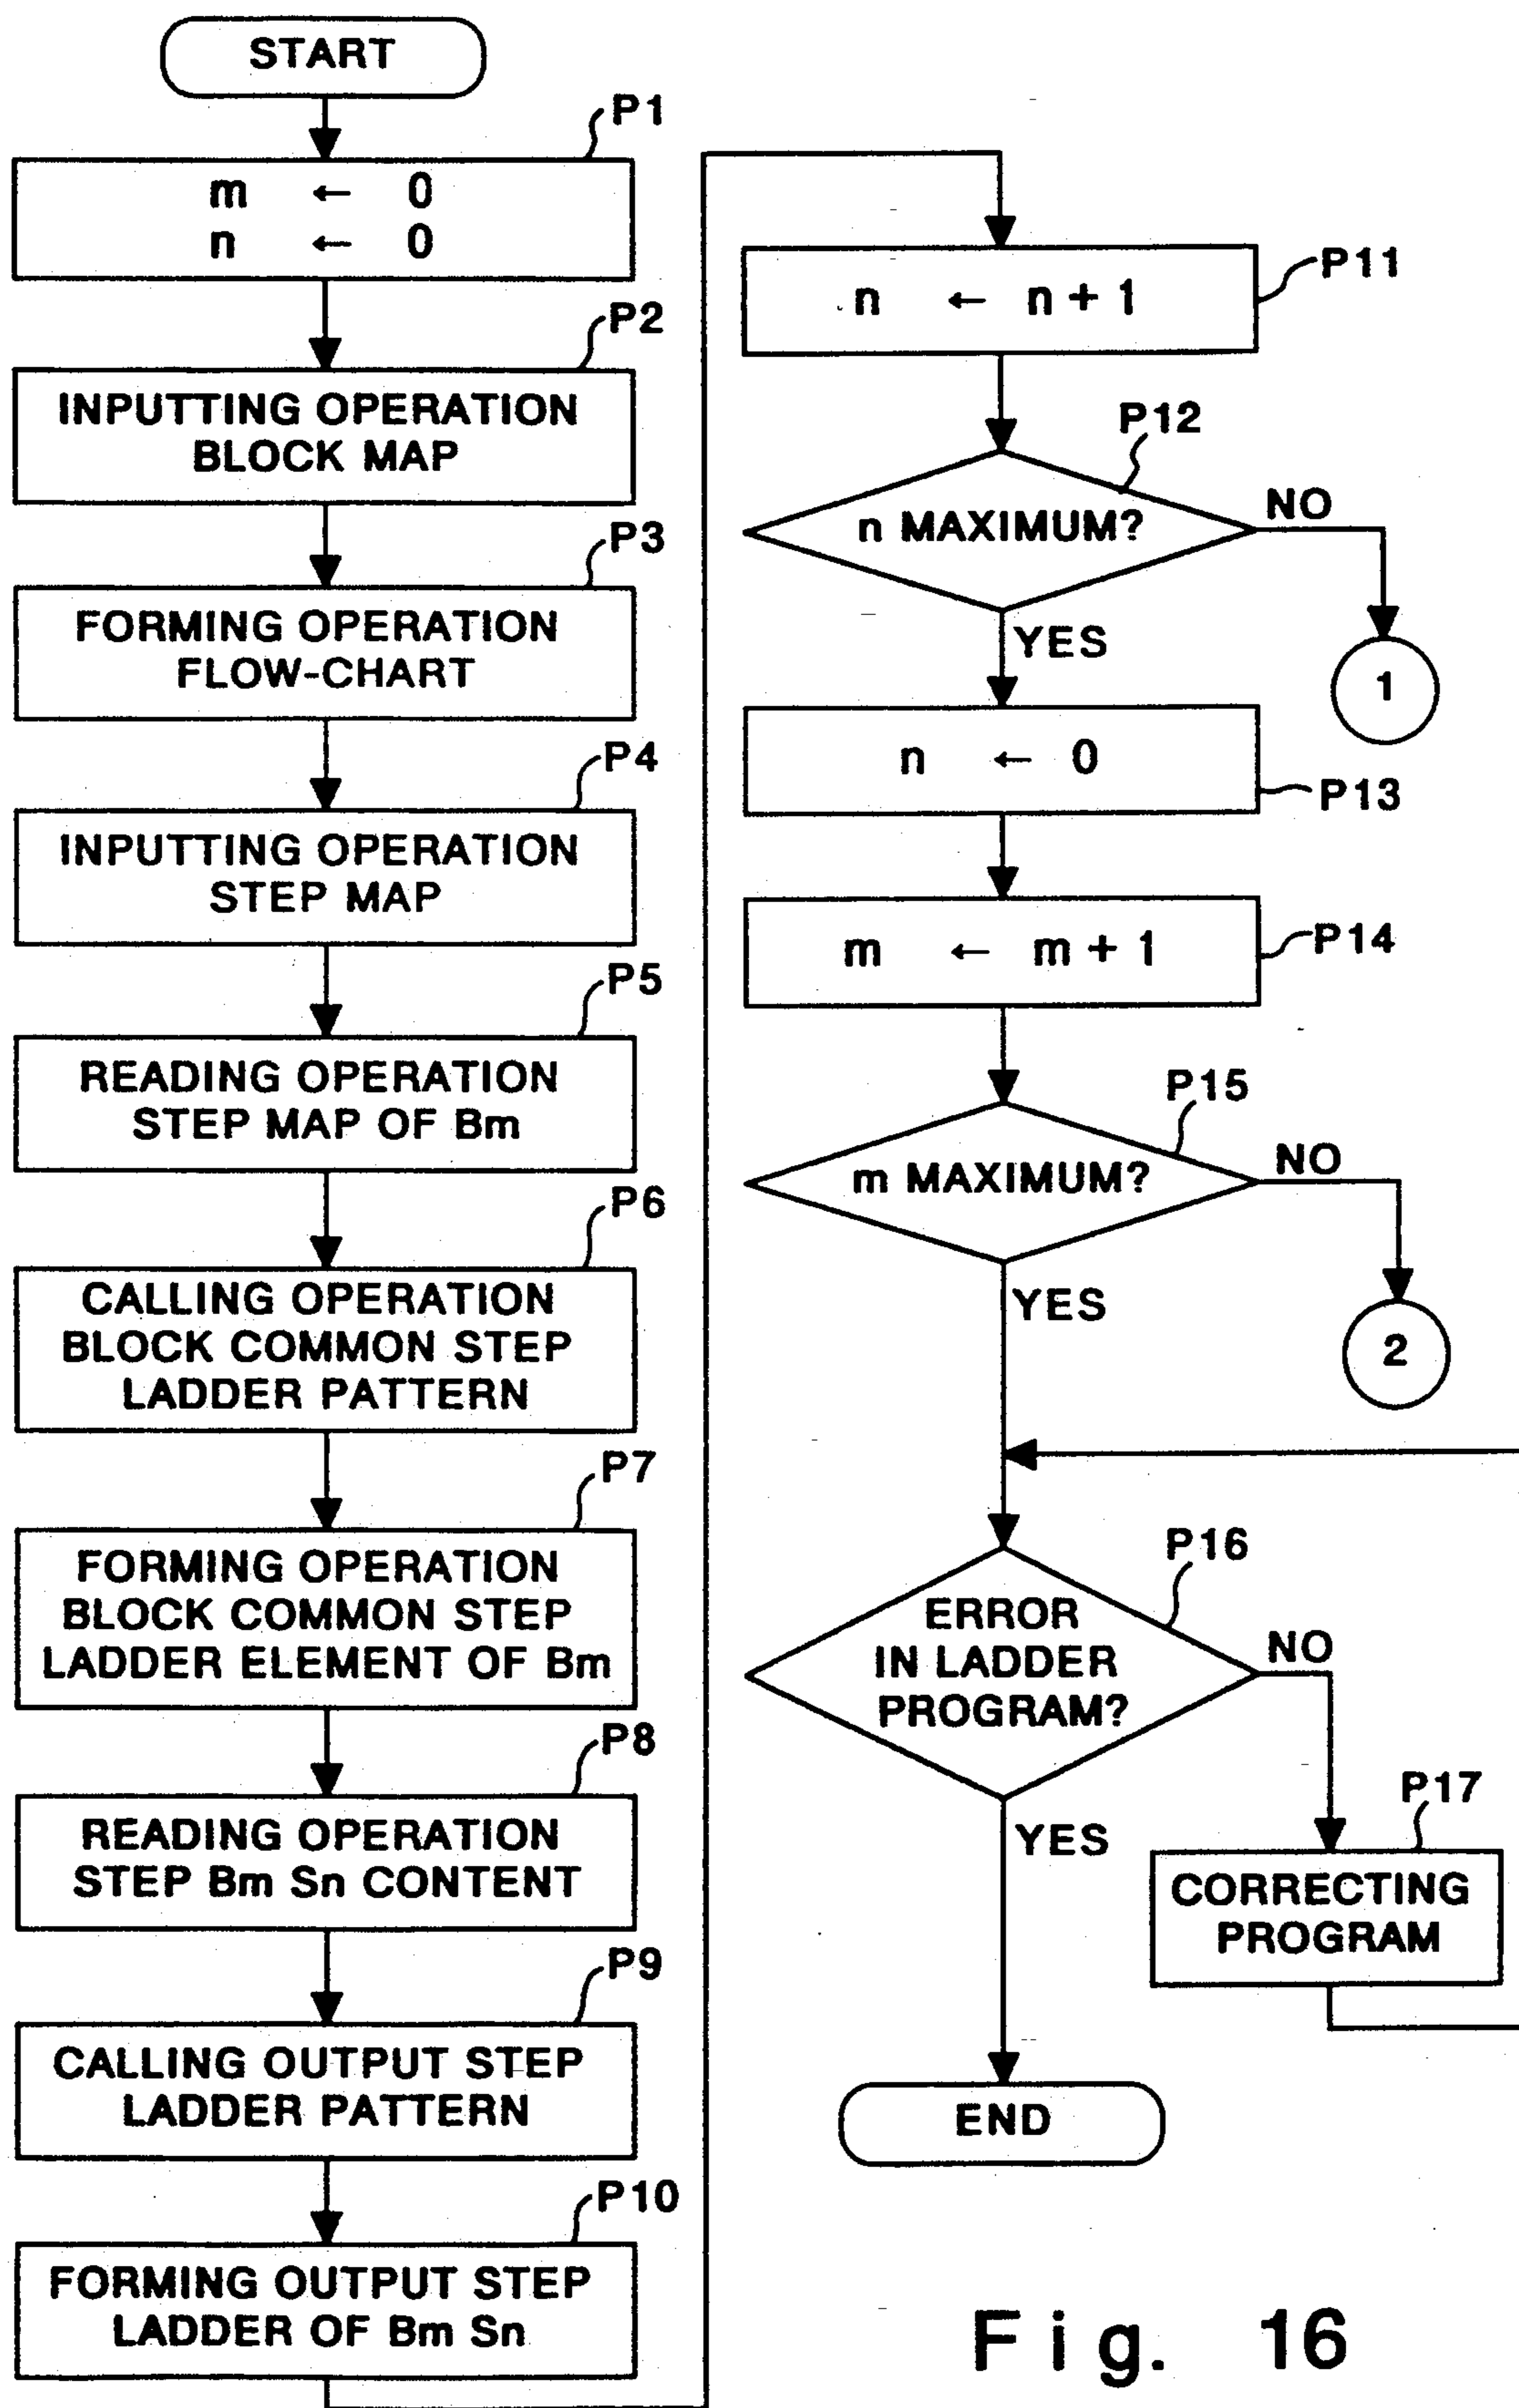 START
P1
m ← 0
n ← 0
P2
INPUTTING OPERATION
BLOCK MAP
P3
FORMING OPERATION
FLOW-CHART
P4
INPUTTING OPERATION
STEP MAP
P5
READING OPERATION
STEP MAP OF Bm
P6
CALLING OPERATION
BLOCK COMMON STEP
LADDER PATTERN
P7
FORMING OPERATION
BLOCK COMMON STEP
LADDER ELEMENT OF Bm
P8
READING OPERATION
STEP Bm Sn CONTENT
P9
CALLING OUTPUT STEP
LADDER PATTERN
P10
FORMING OUTPUT STEP
LADDER OF Bm Sn
P11
n ← n + 1
P12
n MAXIMUM?
NO
1
YES
n ← 0
P13
m ← m + 1
P14
P15
m MAXIMUM?
NO
2
YES
P16
ERROR
IN LADDER
PROGRAM?
NO
YES
P17
CORRECTING
PROGRAM
END
Fig. 16